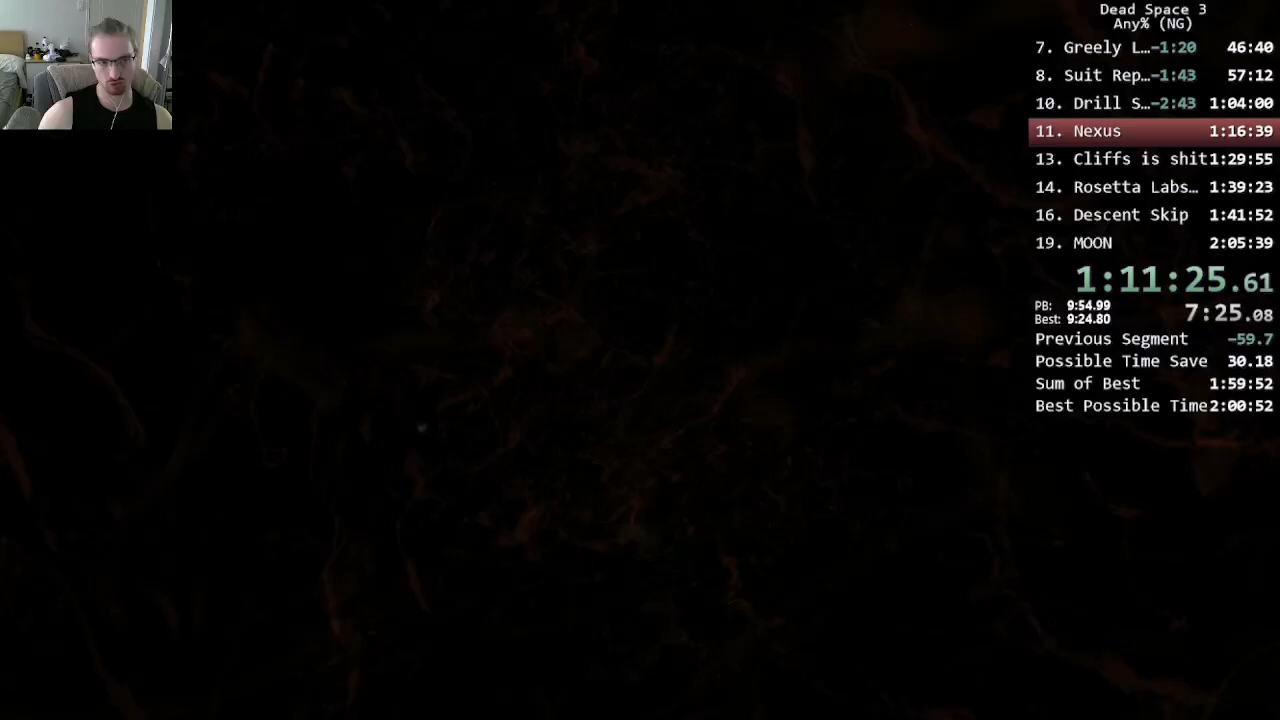 Dead Space 3
Any% (NG)
7. Greely L… -1:20 46:40
8. Suit Rep… -1:43 57:12
10. Drill S… -2:43 1:04:00
11. Nexus 1:16:39
13. Cliffs is shit 1:29:55
14. Rosetta Labs… 1:39:23
16. Descent Skip 1:41:52
19. MOON 2:05:39
1:11:25.61
PB: 9:54.99
Best: 9:24.80
7:25.08
Previous Segment -59.7
Possible Time Save 30.18
Sum of Best 1:59:52
Best Possible Time 2:00:52